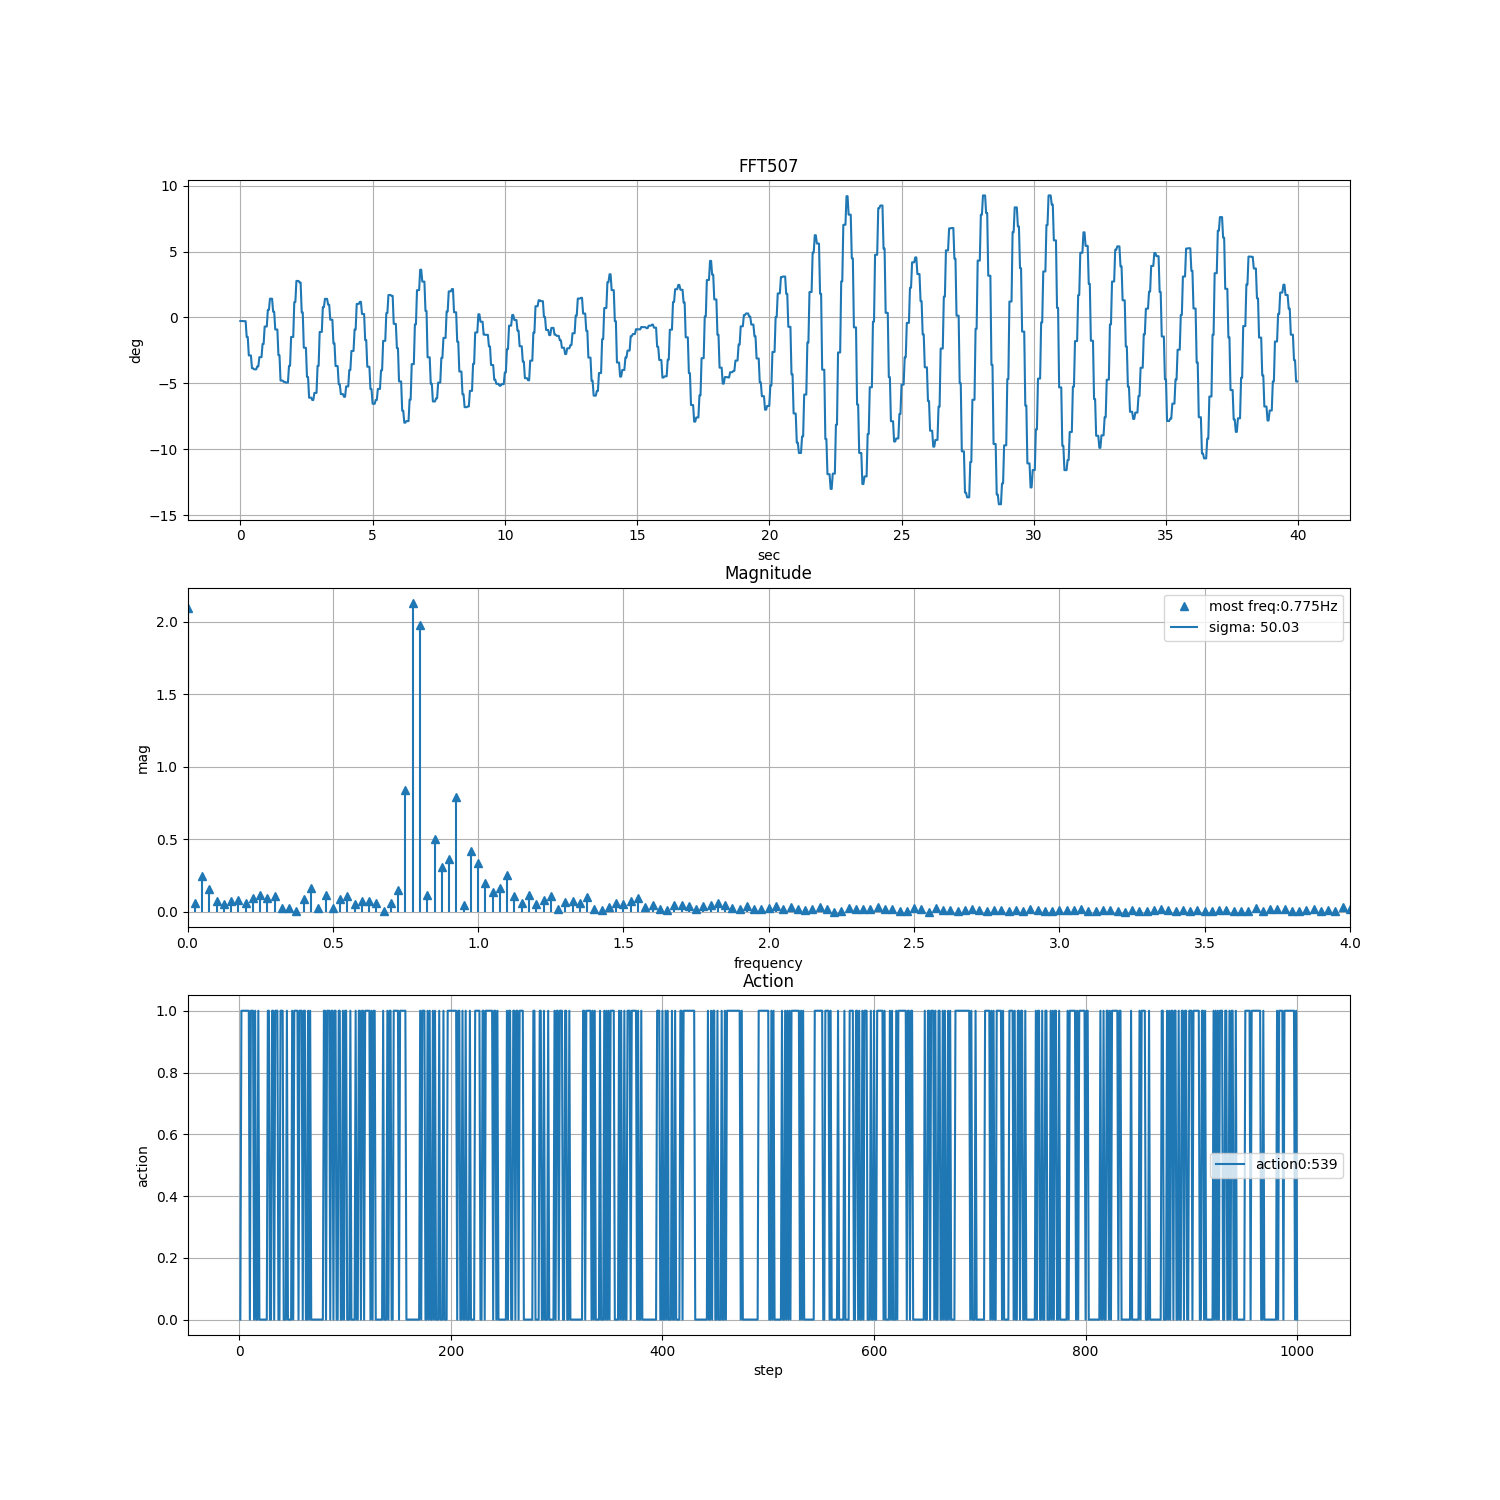 FFT507
10
5
0
−5
−10
−15
deg
0 5 10 15 20 25 30 35 40
sec
Magnitude
most freq:0.775Hz
sigma: 50.03
2.0
1.5
1.0
0.5
0.0
mag
0.0 0.5 1.0 1.5 2.0 2.5 3.0 3.5 4.0
frequency
Action
1.0
0.8
0.6
0.4
0.2
0.0
action
action0:539
0 200 400 600 800 1000
step